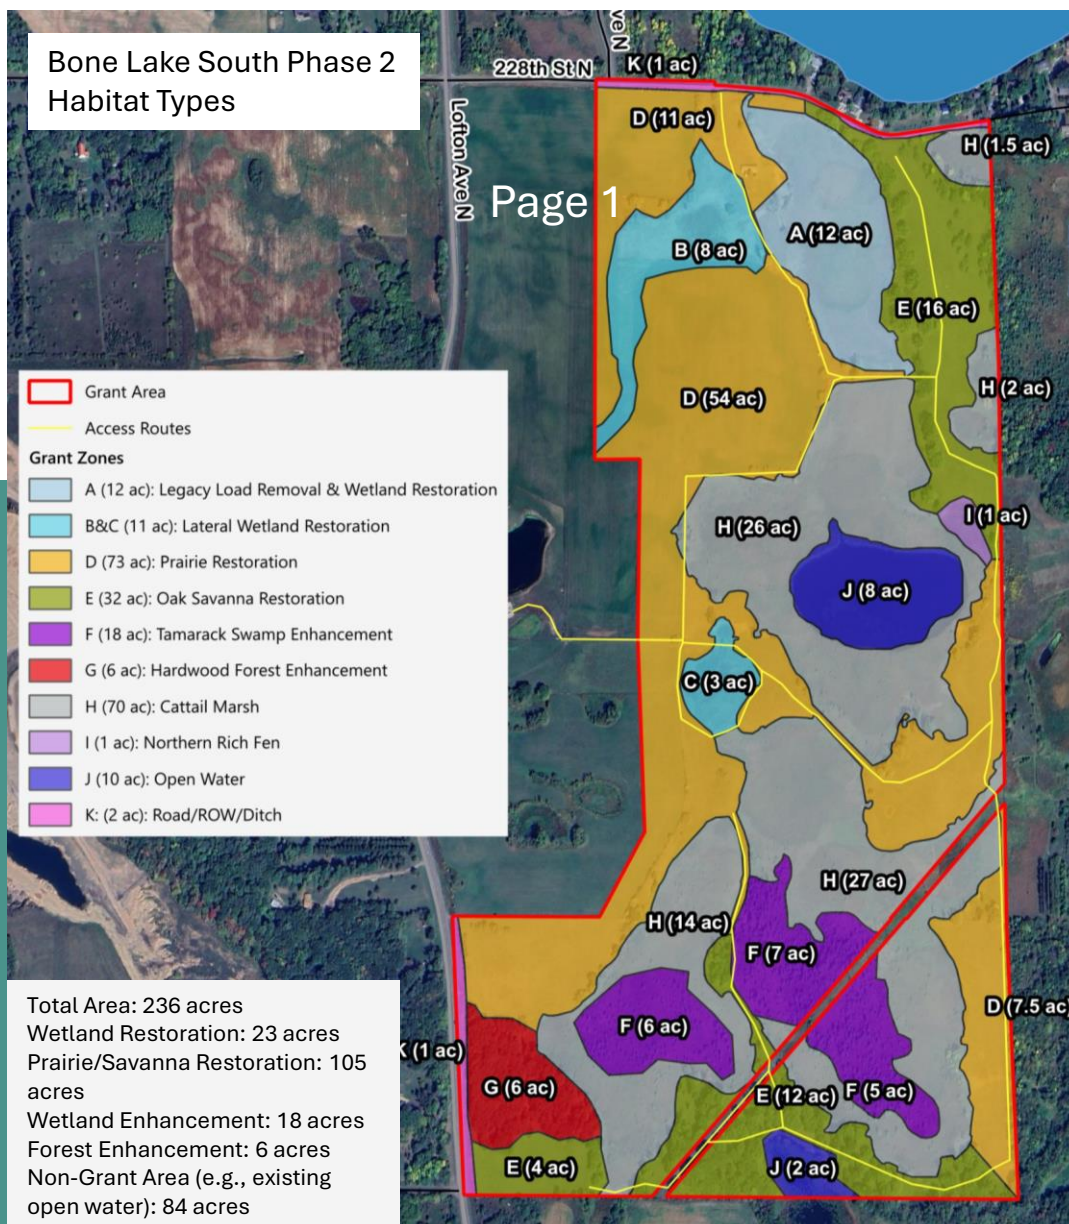 Bone Lake South Phase 2
Habitat Types
ve N
228th St N
K (1 ac)
Lofton Ave N
D (11 ac)
H (1.5 ac)
Page 1
A (12 ac)
B (8 ac)
E (16 ac)
H (2 ac)
D (54 ac)
Grant Area
Access Routes
Grant Zones
A (12 ac): Legacy Load Removal & Wetland Restoration
B&C (11 ac): Lateral Wetland Restoration
D (73 ac): Prairie Restoration
E (32 ac): Oak Savanna Restoration
F (18 ac): Tamarack Swamp Enhancement
G (6 ac): Hardwood Forest Enhancement
H (70 ac): Cattail Marsh
I (1 ac): Northern Rich Fen
J (10 ac): Open Water
K: (2 ac): Road/ROW/Ditch
H (26 ac)
I (1 ac)
J (8 ac)
C (3 ac)
H (27 ac)
H (14 ac)
F (7 ac)
D (7.5 ac)
F (6 ac)
K (1 ac)
G (6 ac)
E (12 ac)
F (5 ac)
E (4 ac)
J (2 ac)
Total Area: 236 acres
Wetland Restoration: 23 acres
Prairie/Savanna Restoration: 105
acres
Wetland Enhancement: 18 acres
Forest Enhancement: 6 acres
Non-Grant Area (e.g., existing
open water): 84 acres